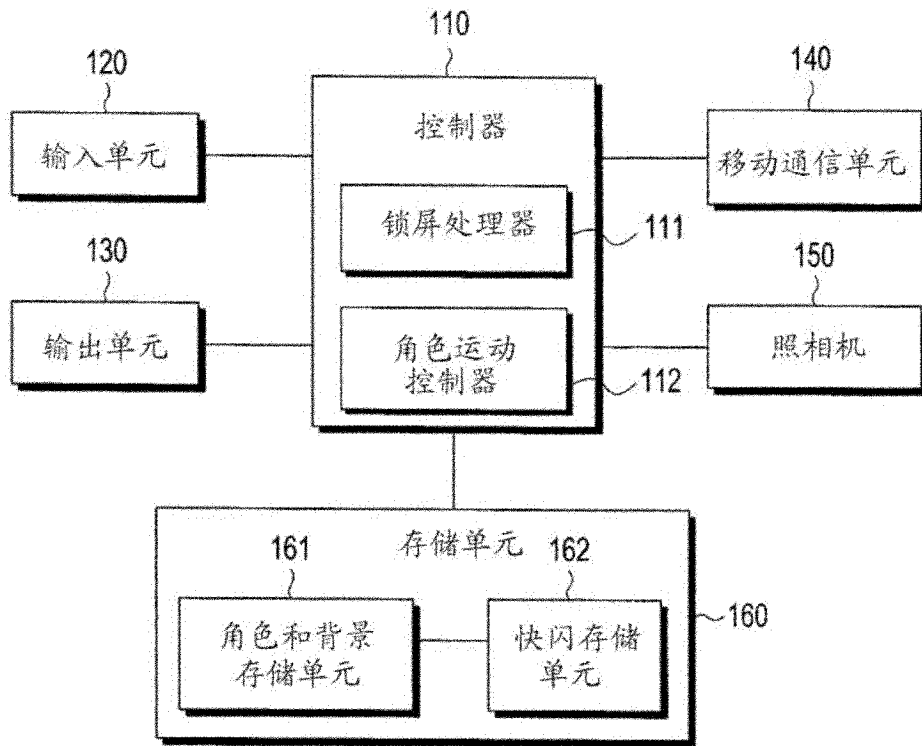 110
120
140
控制器
输入单元
移动通信单元
锁屏处理器
111
130
150
输出单元
角色运动
控制器
照相机
112
存储单元
161
162
160
角色和背景
存储单元
快闪存储
单元